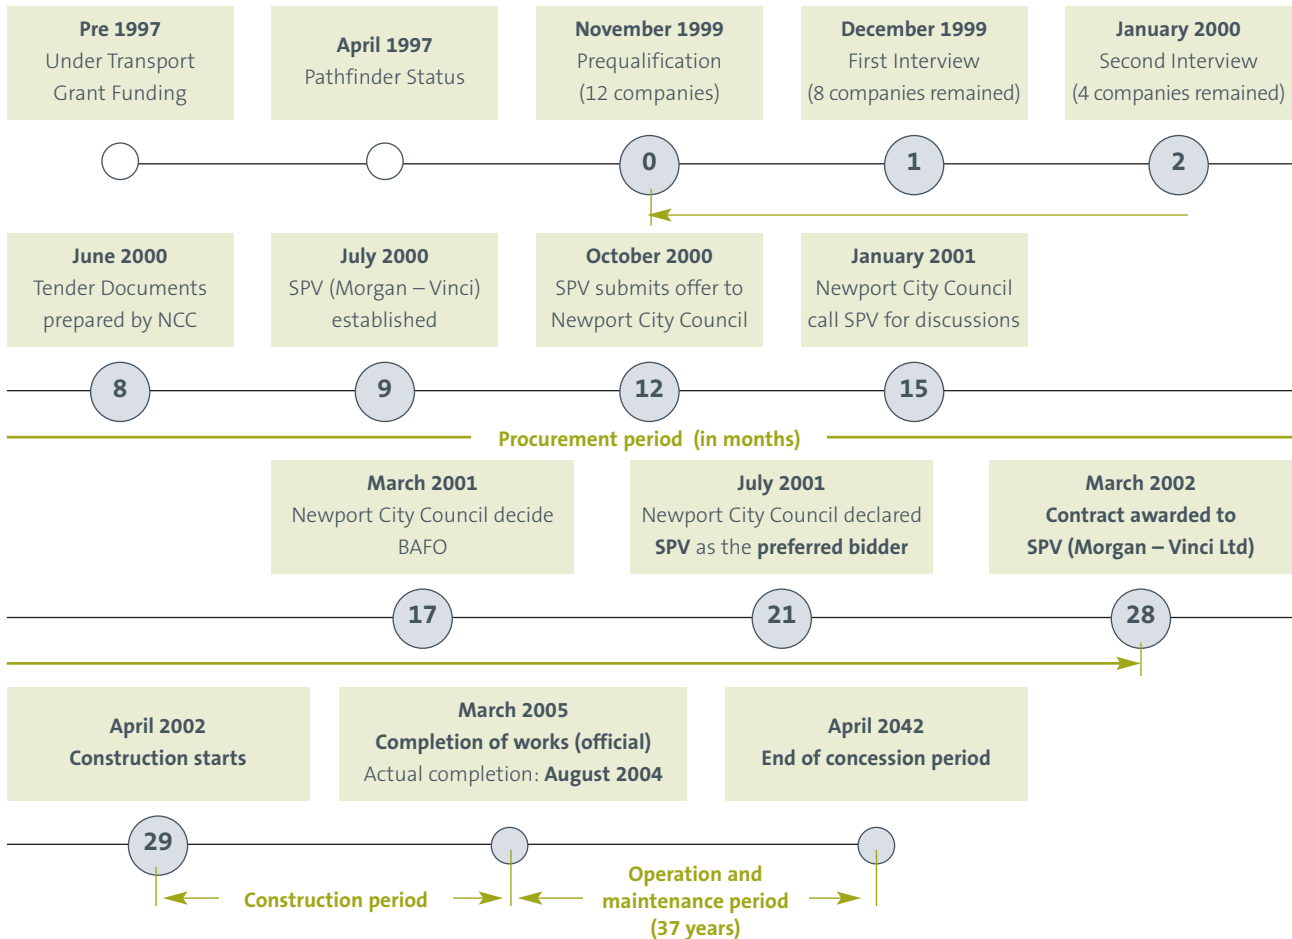 Pre 1997
Under Transport
Grant Funding
April 1997
Pathfinder Status
November 1999
Prequalification
(12 companies)
December 1999
First Interview
(8 companies remained)
January 2000
Second Interview
(4 companies remained)
0
1
2
June 2000
Tender Documents
prepared by NCC
July 2000
SPV (Morgan – Vinci)
established
October 2000
SPV submits offer to
Newport City Council
January 2001
Newport City Council
call SPV for discussions
8
9
12
15
Procurement period (in months)
March 2001
Newport City Council decide
BAFO
July 2001
Newport City Council declared
SPV as the preferred bidder
March 2002
Contract awarded to
SPV (Morgan – Vinci Ltd)
17
21
28
April 2002
Construction starts
March 2005
Completion of works (official)
Actual completion: August 2004
April 2042
End of concession period
29
Construction period
Operation and
maintenance period
(37 years)